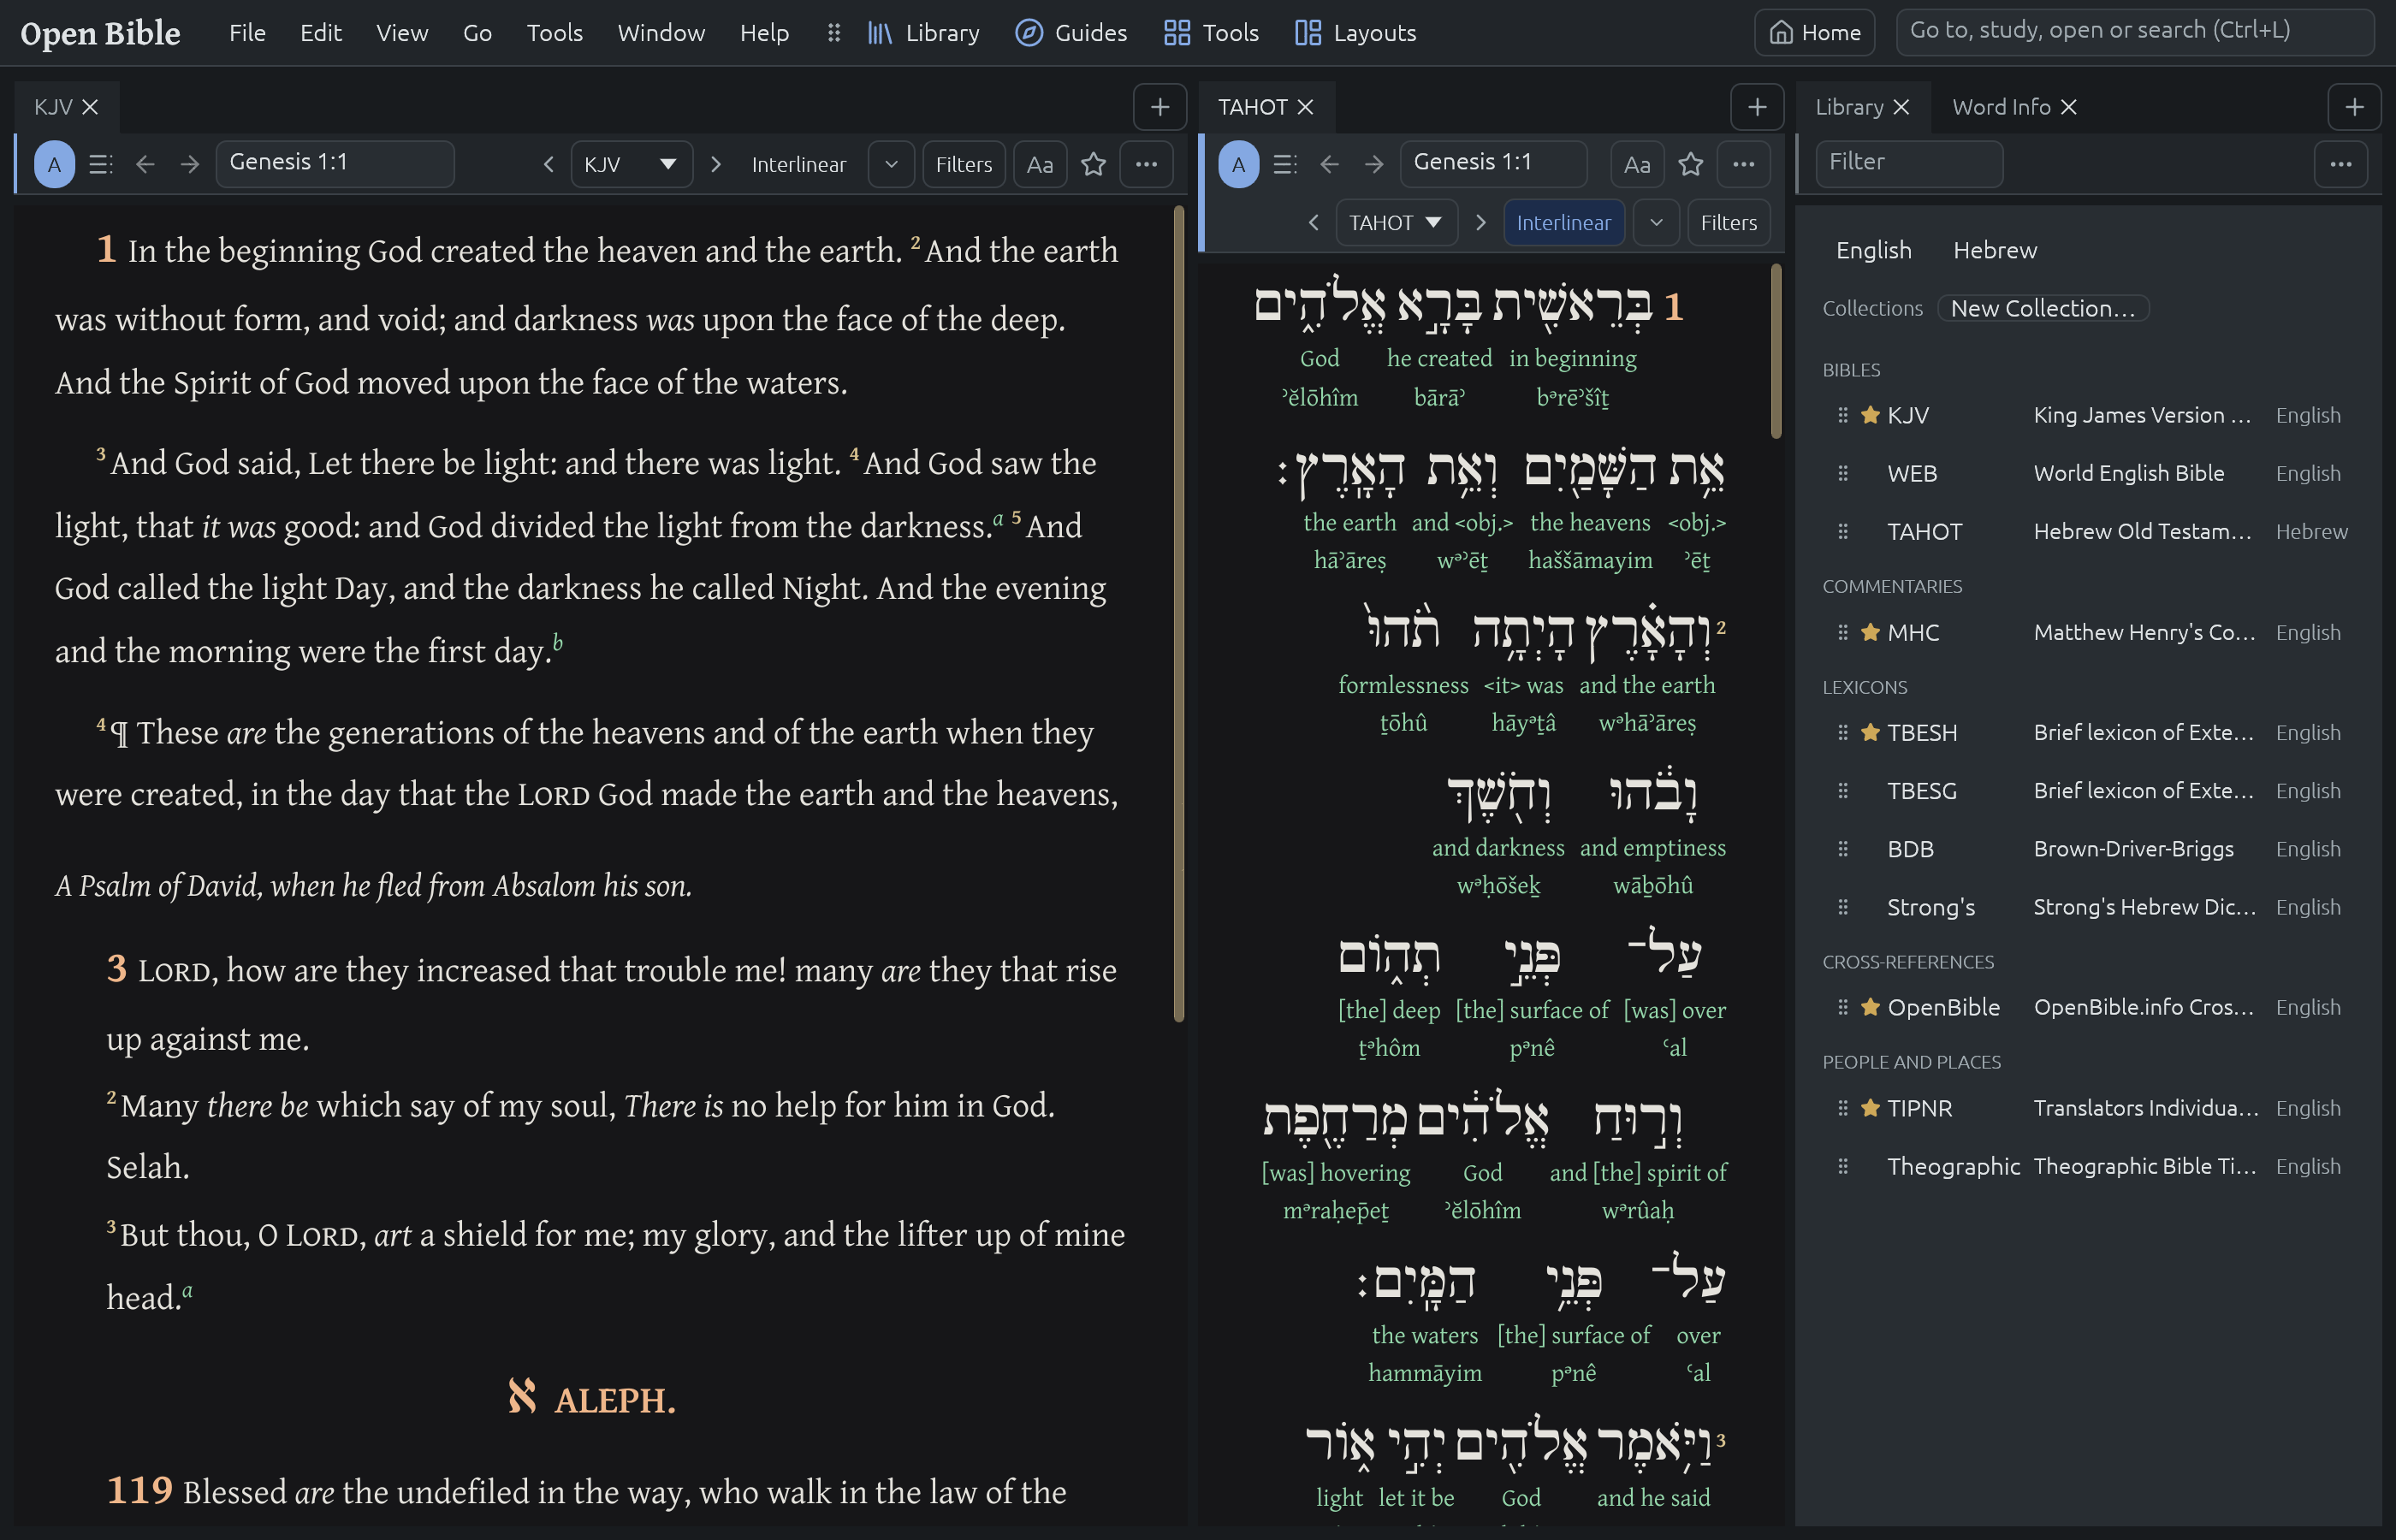 Open Bible File Edit View Go Tools Window Help Library Guides Tools Layouts Home Go to, study, open or search (Ctrl+L)
KJV
A Genesis 1:1 KJV Interlinear Filters Aa
1 In the beginning God created the heaven and the earth. 2 And the earth
was without form, and void; and darkness was upon the face of the deep.
And the Spirit of God moved upon the face of the waters.
3 And God said, Let there be light: and there was light. 4 And God saw the
light, that it was good: and God divided the light from the darkness.a 5 And
God called the light Day, and the darkness he called Night. And the evening
and the morning were the first day.b
4 ¶ These are the generations of the heavens and of the earth when they
were created, in the day that the LORD God made the earth and the heavens,
A Psalm of David, when he fled from Absalom his son.
3 LORD, how are they increased that trouble me! many are they that rise
up against me.
2 Many there be which say of my soul, There is no help for him in God.
Selah.
3 But thou, O LORD, art a shield for me; my glory, and the lifter up of mine
head.a
א ALEPH.
119 Blessed are the undefiled in the way, who walk in the law of the
TAHOT
A Genesis 1:1 Aa
TAHOT Interlinear Filters
1 בְּרֵאשִׁ֖ית בָּרָ֣א אֱלֹהִ֑ים
God he created in beginning
ʾĕlōhîm bārāʾ bᵊrēʾšîṯ
אֵ֥ת הַשָּׁמַ֖יִם וְאֵ֥ת הָאָֽרֶץ׃
the earth and <obj.> the heavens <obj.>
hāʾāreṣ wᵊʾēṯ haššāmayim ʾēṯ
2 וְהָאָ֗רֶץ הָיְתָ֥ה תֹ֙הוּ֙
formlessness <it> was and the earth
ṯōhû hāyᵊṯâ wᵊhāʾāreṣ
וָבֹ֔הוּ וְחֹ֖שֶׁךְ
and darkness and emptiness
wᵊḥōšeḵ wāḇōhû
עַל־ פְּנֵ֣י תְה֑וֹם
[the] deep [the] surface of [was] over
ṯᵊhôm pᵊnê ʿal
וְר֣וּחַ אֱלֹהִ֔ים מְרַחֶ֖פֶת
[was] hovering God and [the] spirit of
mᵊraḥep̄eṯ ʾĕlōhîm wᵊrûaḥ
עַל־ פְּנֵ֥י הַמָּֽיִם׃
the waters [the] surface of over
hammāyim pᵊnê ʿal
3 וַיֹּ֥אמֶר אֱלֹהִ֖ים יְהִ֣י א֑וֹר
light let it be God and he said
Library Word Info
Filter
English Hebrew
Collections New Collection…
BIBLES
KJV King James Version … English
WEB World English Bible English
TAHOT Hebrew Old Testam… Hebrew
COMMENTARIES
MHC Matthew Henry's Co… English
LEXICONS
TBESH Brief lexicon of Exte… English
TBESG Brief lexicon of Exte… English
BDB Brown-Driver-Briggs English
Strong's Strong's Hebrew Dic… English
CROSS-REFERENCES
OpenBible OpenBible.info Cros… English
PEOPLE AND PLACES
TIPNR Translators Individua… English
Theographic Theographic Bible Ti… English